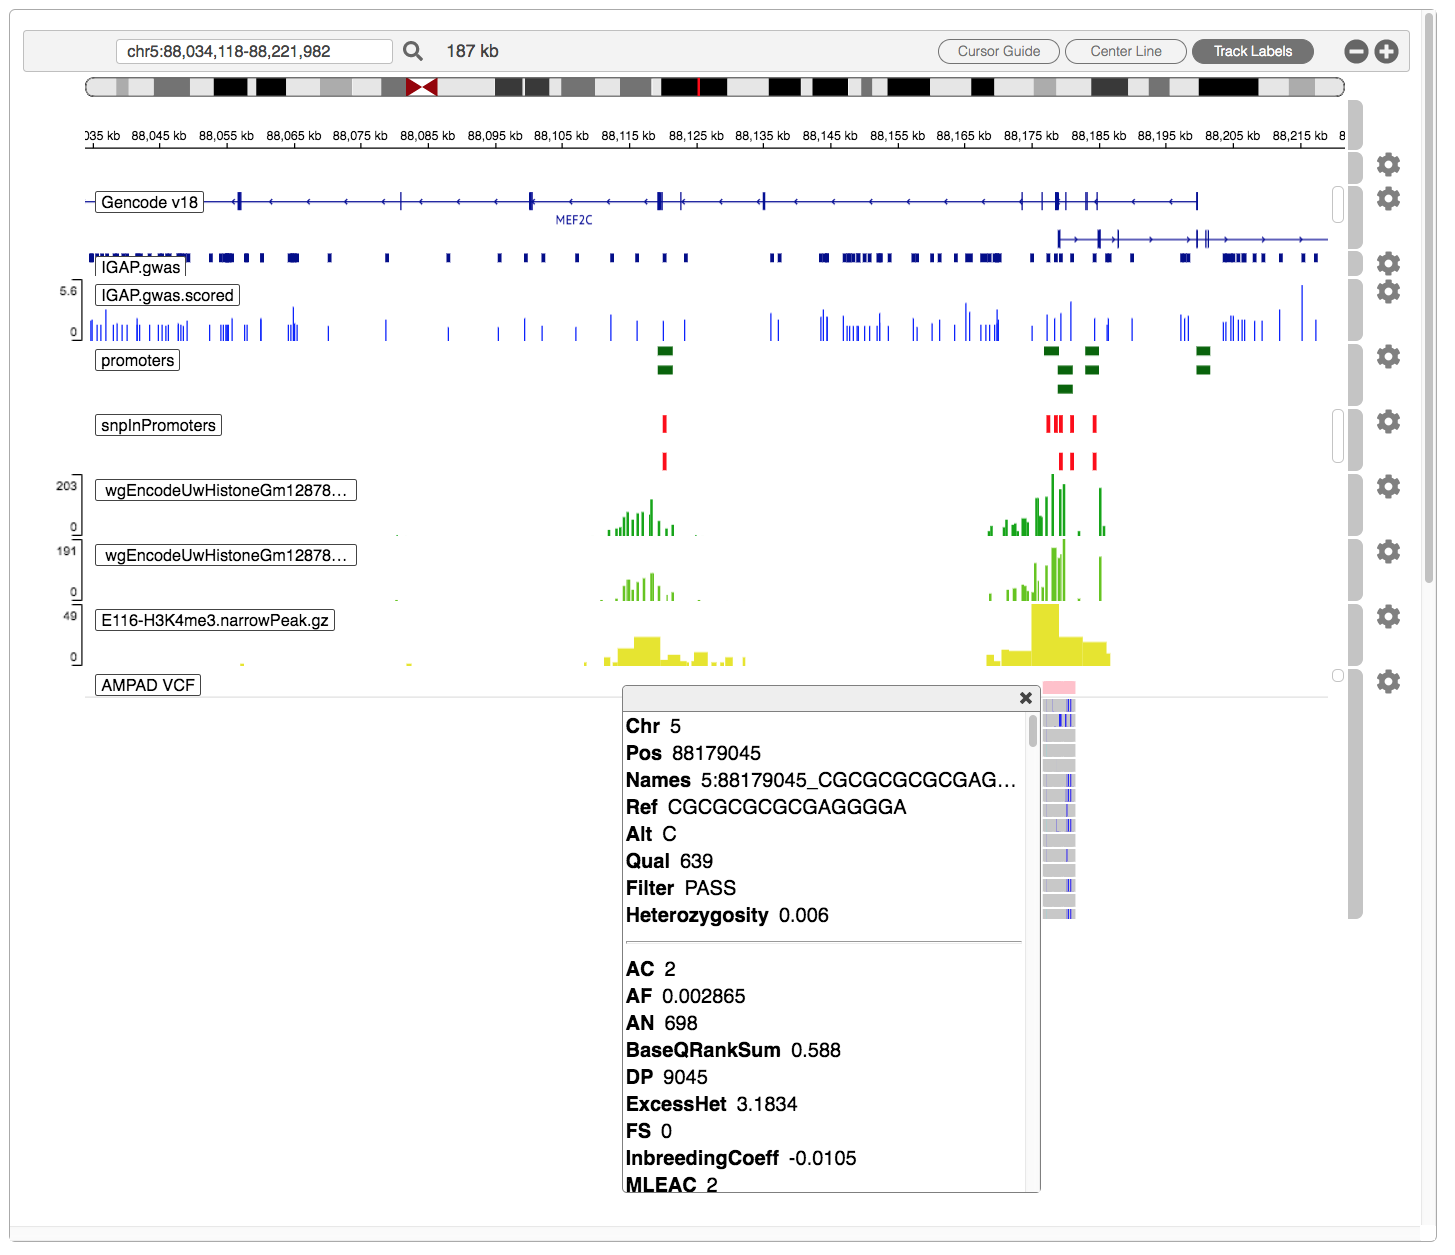 chr5:88,034,118-88,221,982 187 kb Cursor Guide Center Line Track Labels
035 kb 88,045 kb 88,055 kb 88,065 kb 88,075 kb 88,085 kb 88,095 kb 88,105 kb 88,115 kb 88,125 kb 88,135 kb 88,145 kb 88,155 kb 88,165 kb 88,175 kb 88,185 kb 88,195 kb 88,205 kb 88,215 kb 8
Gencode v18
MEF2C
IGAP.gwas
5.6
IGAP.gwas.scored
0
promoters
snpInPromoters
203
wgEncodeUwHistoneGm12878...
0
191
wgEncodeUwHistoneGm12878...
0
49
E116-H3K4me3.narrowPeak.gz
0
AMPAD VCF
Chr 5
Pos 88179045
Names 5:88179045_CGCGCGCGCGAG...
Ref CGCGCGCGCGAGGGGA
Alt C
Qual 639
Filter PASS
Heterozygosity 0.006
AC 2
AF 0.002865
AN 698
BaseQRankSum 0.588
DP 9045
ExcessHet 3.1834
FS 0
InbreedingCoeff -0.0105
MLEAC 2